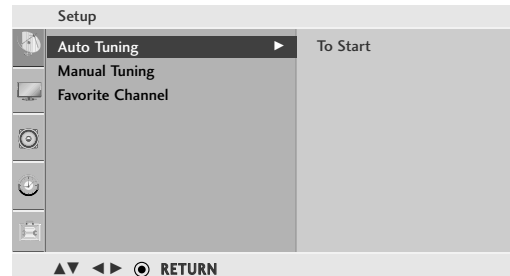 Setup
Auto Tuning ► To Start
Manual Tuning
Favorite Channel
▲▼ ◄► ⦿ RETURN